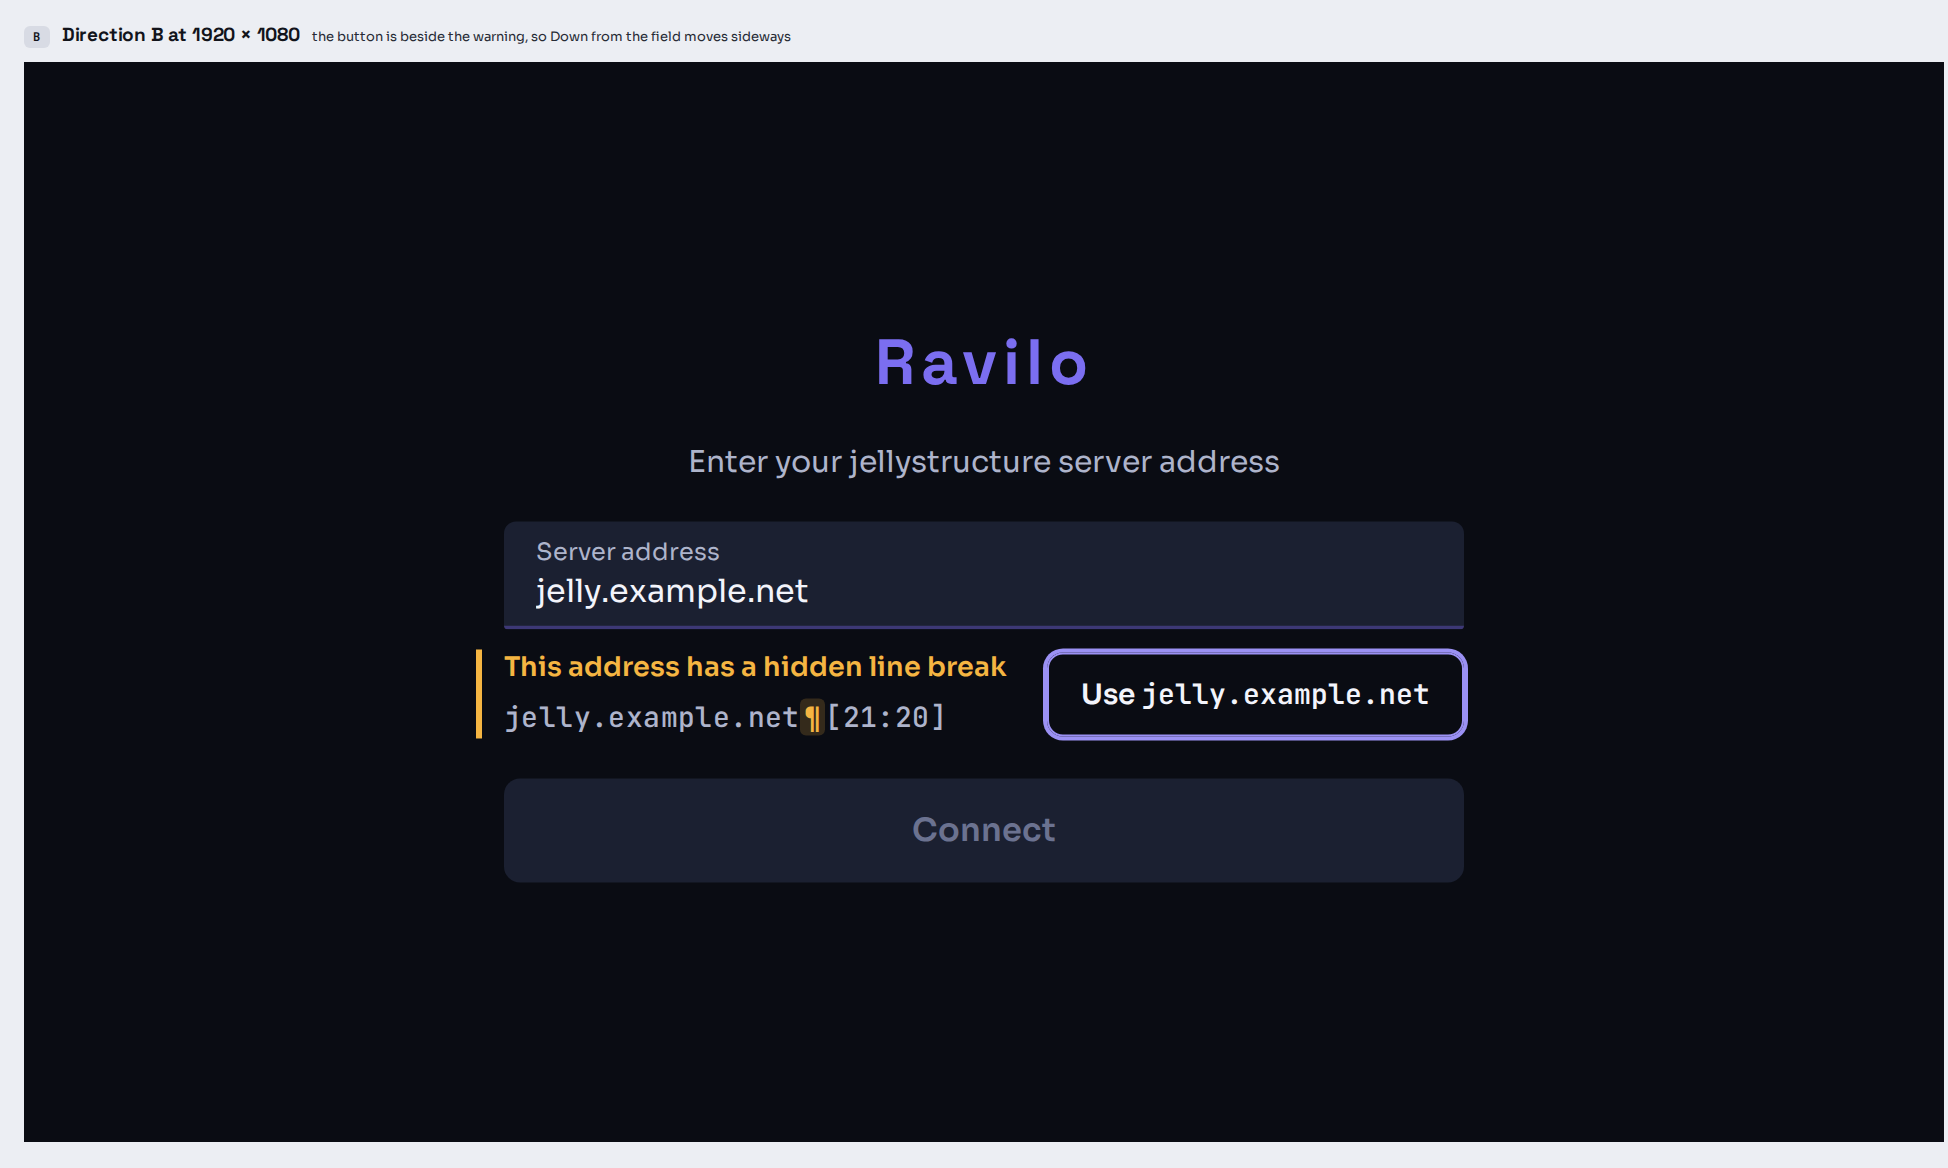 B Direction B at 1920 × 1080 the button is beside the warning, so Down from the field moves sideways
Ravilo
Enter your jellystructure server address
Server address
jelly.example.net
This address has a hidden line break
jelly.example.net¶[21:20]
Use jelly.example.net
Connect